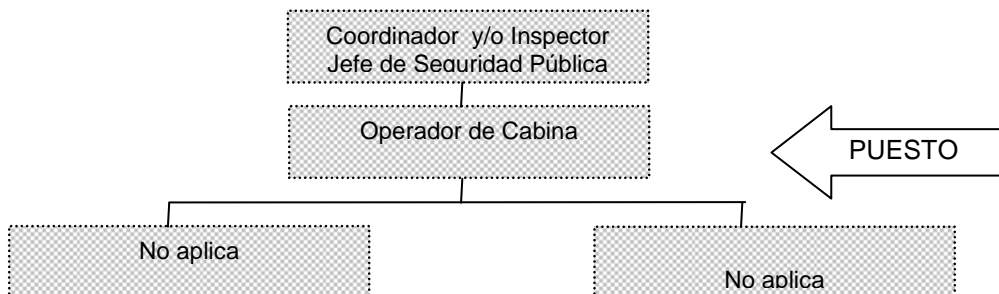 Coordinador y/o Inspector
Jefe de Seguridad Pública
Operador de Cabina
PUESTO
No aplica
No aplica